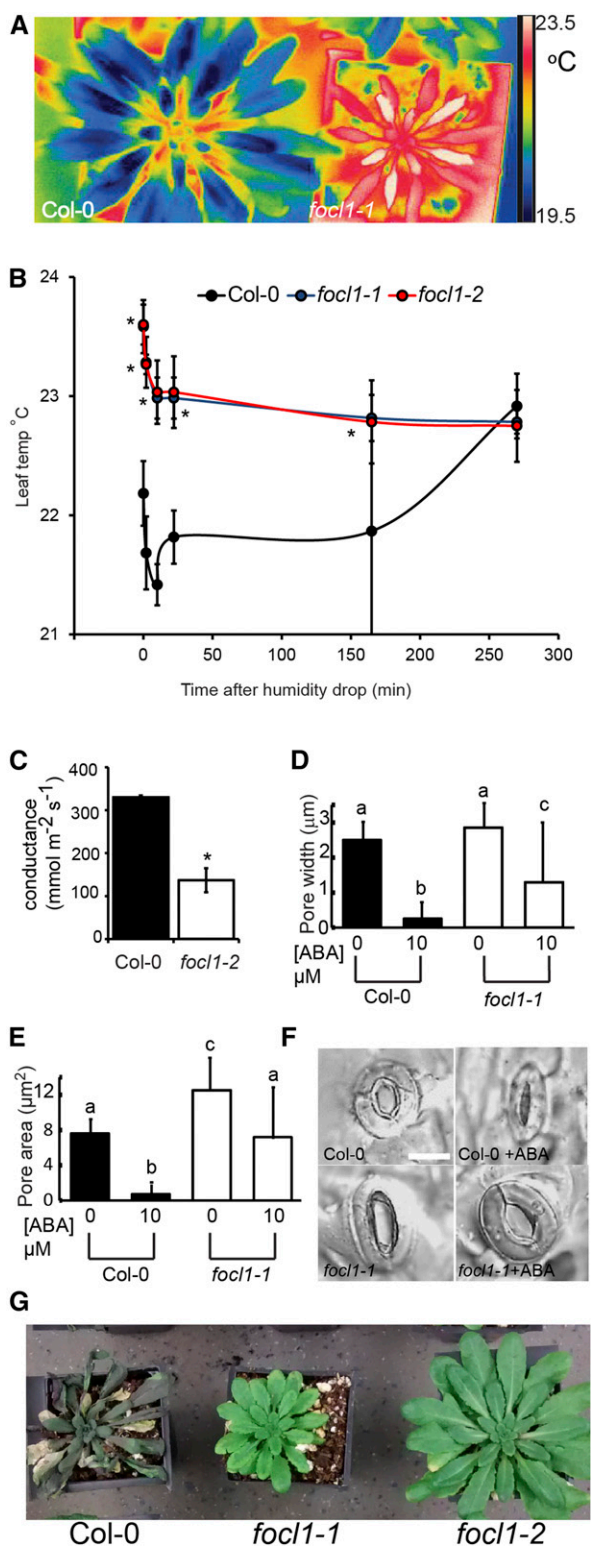 A
23.5
ºC
19.5
Col-0
focl1-1
B
24
23
22
21
Leaf temp °C
Col-0 focl1-1 focl1-2
*
*
*
*
*
0 50 100 150 200 250 300
Time after humidity drop (min)
C
400
300
200
100
0
conductance
(mmol m⁻² s⁻¹)
*
Col-0 focl1-2
D
3
2
1
0
Pore width (µm)
a b a c
[ABA] 0 10 0 10
µM
Col-0 focl1-1
E
12
8
4
0
Pore area (µm²)
a b c a
[ABA] 0 10 0 10
µM
Col-0 focl1-1
F
Col-0
Col-0 +ABA
focl1-1
focl1-1+ABA
G
Col-0 focl1-1 focl1-2